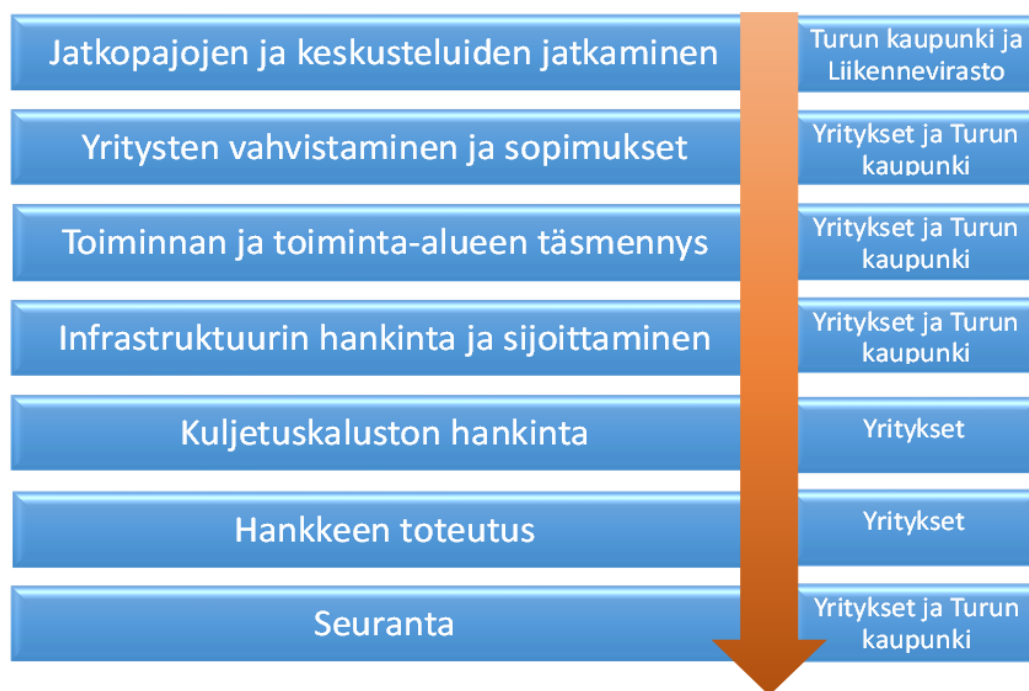 Jatkopajojen ja keskusteluiden jatkaminen
Turun kaupunki ja
Liikennevirasto
Yritysten vahvistaminen ja sopimukset
Yritykset ja Turun
kaupunki
Toiminnan ja toiminta-alueen täsmennys
Yritykset ja Turun
kaupunki
Infrastruktuurin hankinta ja sijoittaminen
Yritykset ja Turun
kaupunki
Kuljetuskaluston hankinta
Yritykset
Hankkeen toteutus
Yritykset
Seuranta
Yritykset ja Turun
kaupunki